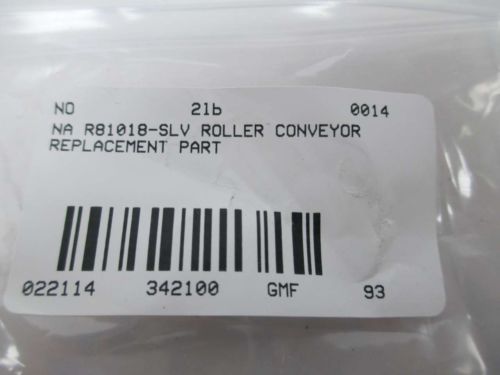 NO 21b 0014
NA R81018-SLV ROLLER CONVEYOR
REPLACEMENT PART
022114 342100 GMF 93